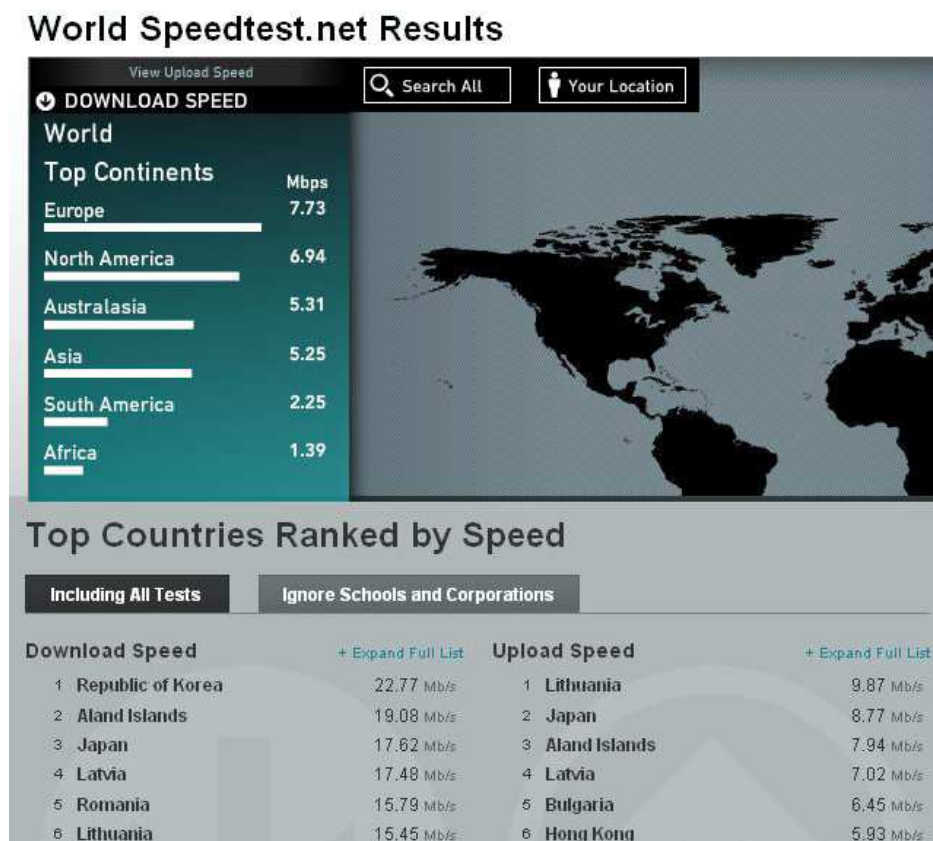 World Speedtest.net Results
View Upload Speed
DOWNLOAD SPEED
Search All
Your Location
World
Top Continents Mbps
Europe 7.73
North America 6.94
Australasia 5.31
Asia 5.25
South America 2.25
Africa 1.39
Top Countries Ranked by Speed
Including All Tests
Ignore Schools and Corporations
Download Speed + Expand Full List
1 Republic of Korea 22.77 Mb/s
2 Aland Islands 19.08 Mb/s
3 Japan 17.62 Mb/s
4 Latvia 17.48 Mb/s
5 Romania 15.79 Mb/s
6 Lithuania 15.45 Mb/s
Upload Speed + Expand Full List
1 Lithuania 9.87 Mb/s
2 Japan 8.77 Mb/s
3 Aland Islands 7.94 Mb/s
4 Latvia 7.02 Mb/s
5 Bulgaria 6.45 Mb/s
6 Hong Kong 5.93 Mb/s